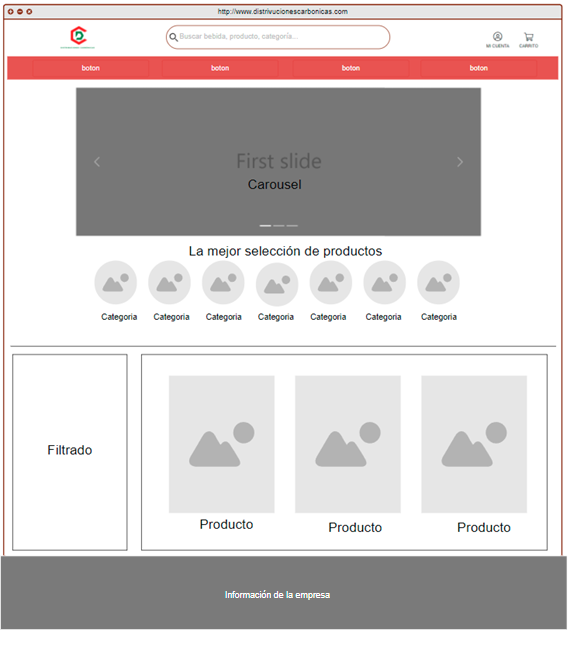 http://www.distrivucionescarbonicas.com
Buscar bebida, producto, categoría...
MI CUENTA
CARRITO
boton
boton
boton
boton
First slide
Carousel
La mejor selección de productos
Categoria
Categoria
Categoria
Categoria
Categoria
Categoria
Categoria
Filtrado
Producto
Producto
Producto
Información de la empresa